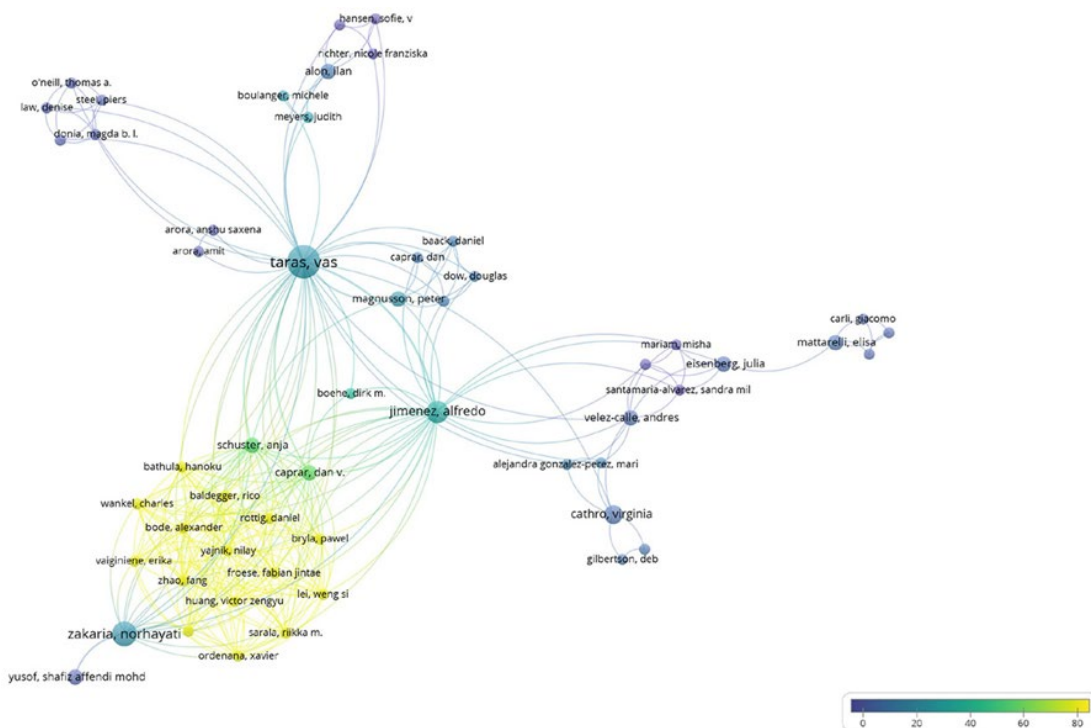 hansen, sofie, v
richter, nicole franziska
alon, ilan
o'neill, thomas a.
steel, piers
boulanger, michele
law, denise
meyers, judith
donia, magda b. l.
arora, anshu saxena
arora, amit
baack, daniel
taras, vas
caprar, dan
dow, douglas
magnusson, peter
carli, giacomo
mariam, misha
mattarelli, elisa
eisenberg, julia
boehe, dirk m.
santamaria-alvarez, sandra mil
jimenez, alfredo
velez-calle, andres
schuster, anja
bathula, hanoku
caprar, dan v.
alejandra gonzalez-perez, mari
baldegger, rico
wankel, charles
rottig, daniel
cathro, virginia
bode, alexander
bryla, pawel
yajnik, nilay
vaiginiene, erika
gilbertson, deb
froese, fabian jintae
zhao, fang
lei, weng si
huang, victor zengyu
zakaria, norhayati
sarala, riikka m.
ordenana, xavier
yusof, shafiz affendi mohd
0 20 40 60 80